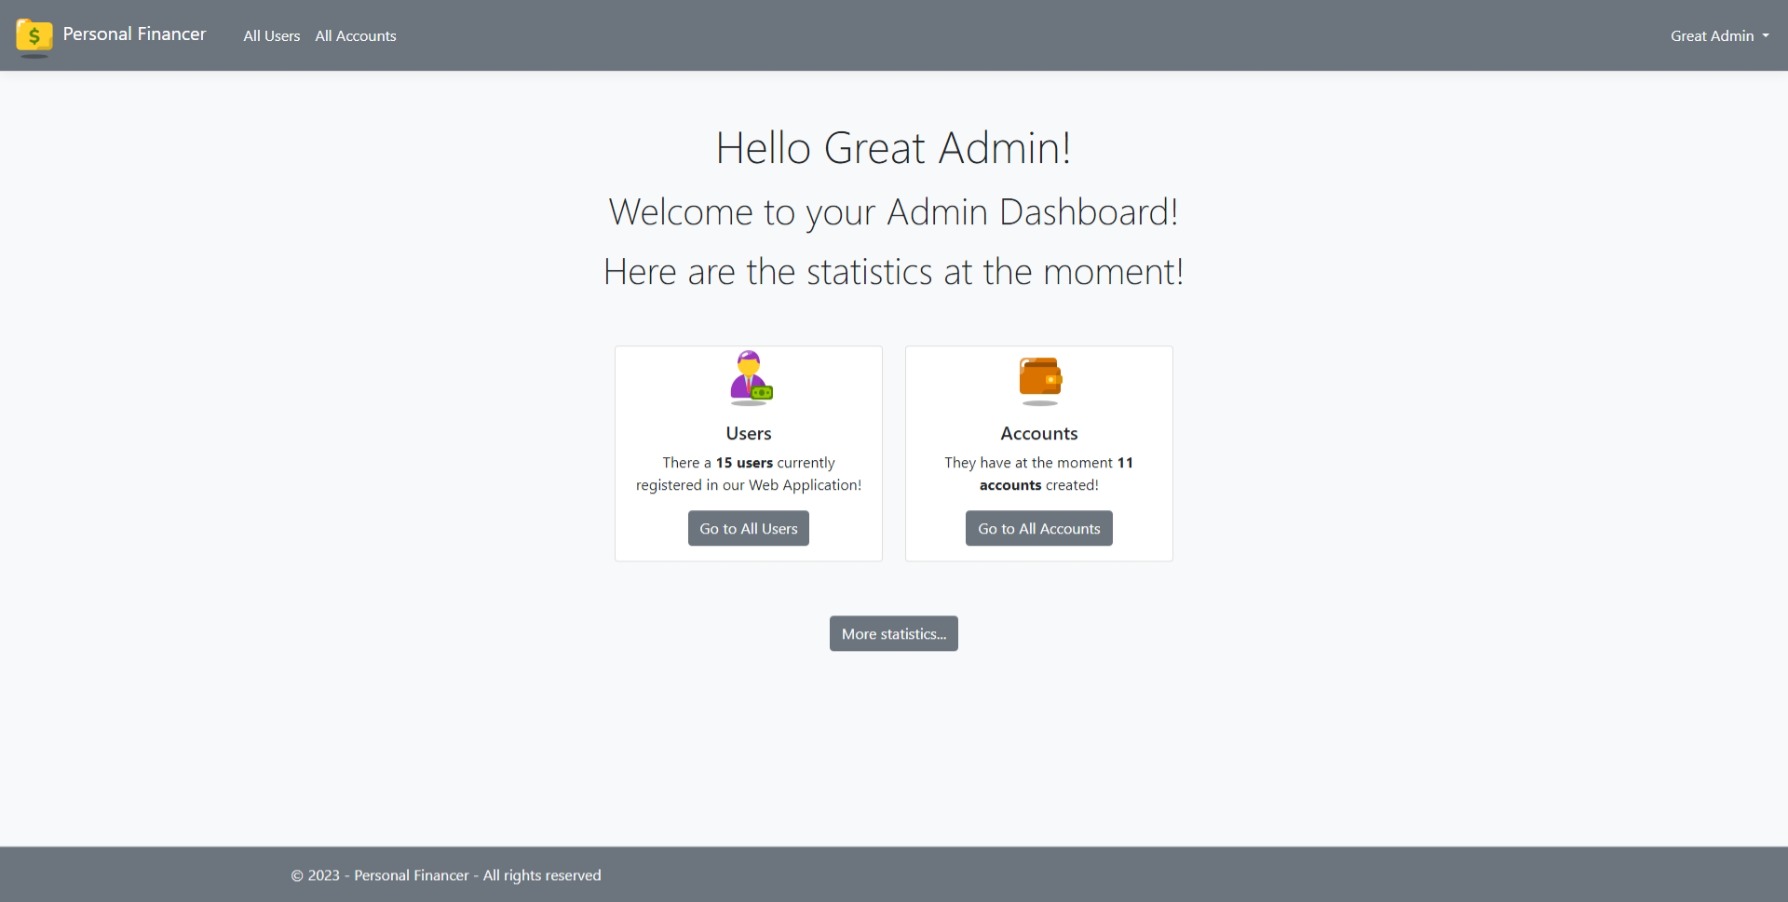 Personal Financer
All Users
All Accounts
Great Admin
Hello Great Admin!
Welcome to your Admin Dashboard!
Here are the statistics at the moment!
Users
There a 15 users currently
registered in our Web Application!
Go to All Users
Accounts
They have at the moment 11
accounts created!
Go to All Accounts
More statistics...
© 2023 - Personal Financer - All rights reserved